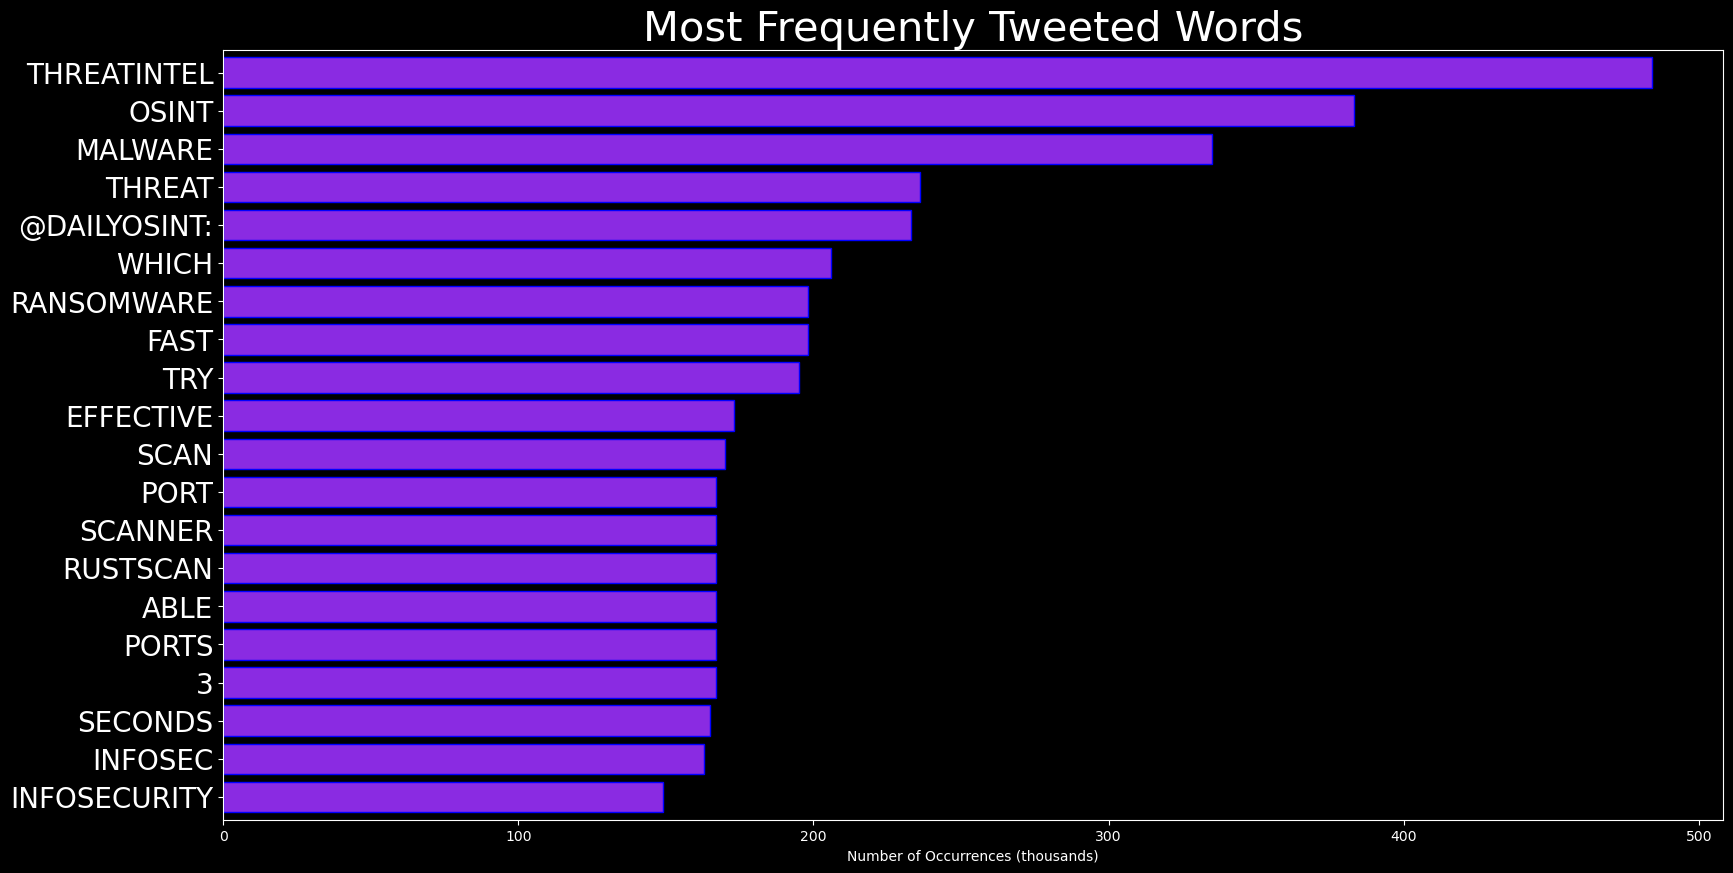 Most Frequently Tweeted Words
THREATINTEL
OSINT
MALWARE
THREAT
@DAILYOSINT:
WHICH
RANSOMWARE
FAST
TRY
EFFECTIVE
SCAN
PORT
SCANNER
RUSTSCAN
ABLE
PORTS
3
SECONDS
INFOSEC
INFOSECURITY
0 100 200 300 400 500
Number of Occurrences (thousands)